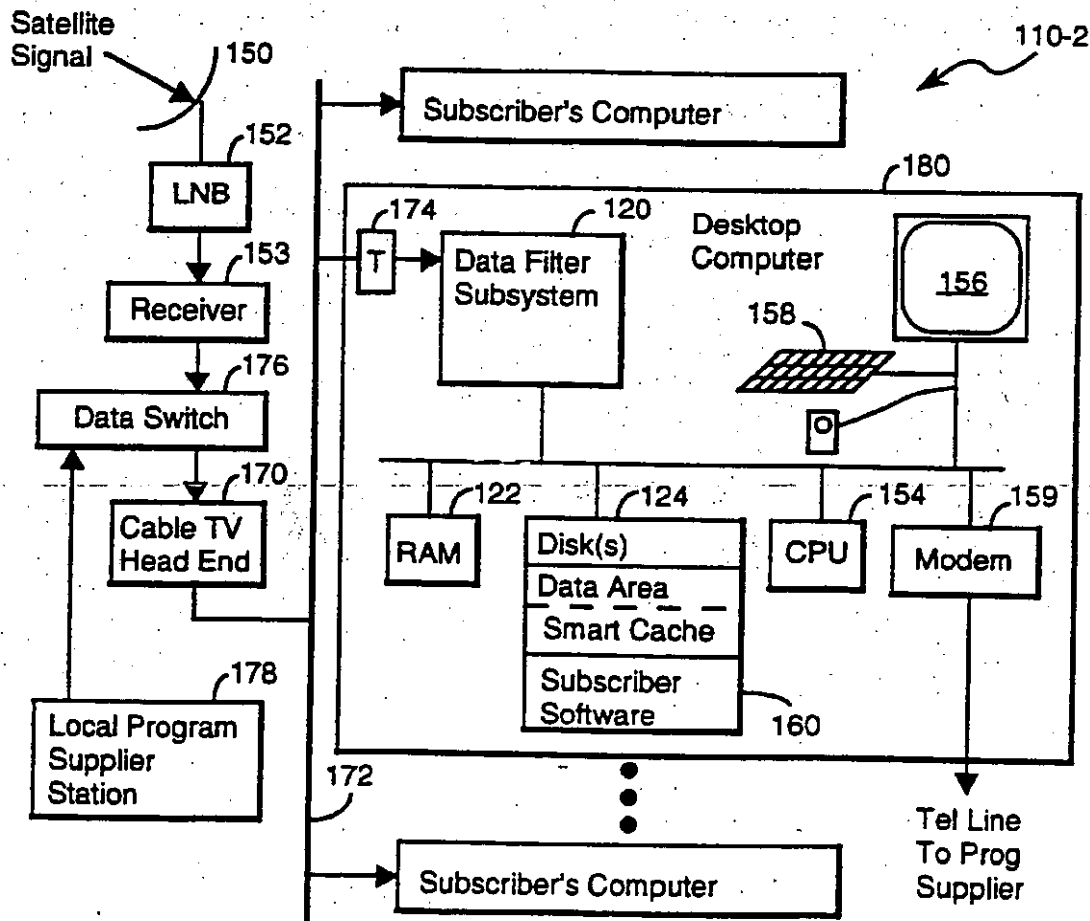 Satellite
Signal
150
110-2
Subscriber's Computer
152
LNB
180
174
T
120
Data Filter
Subsystem
Desktop
Computer
156
153
Receiver
158
176
Data Switch
170
Cable TV
Head End
122
RAM
124
Disk(s)
Data Area
Smart Cache
Subscriber
Software
160
154
CPU
159
Modem
178
Local Program
Supplier
Station
172
Tel Line
To Prog
Supplier
Subscriber's Computer